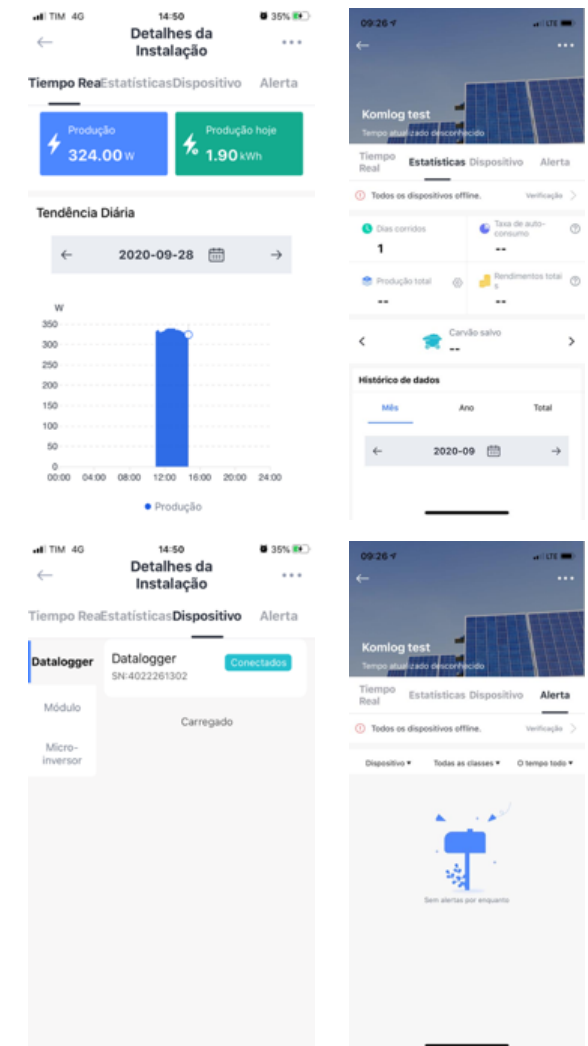 TIM 4G
14:50
35%
Detalhes da
Instalação
Tiempo Rea
Estatísticas
Dispositivo
Alerta
Produção
324.00 W
Produção hoje
1.90 kWh
Tendência Diária
2020-09-28
W
350
300
250
200
150
100
50
0
00:00 04:00 08:00 12:00 16:00 20:00 24:00
Produção
09:26
LTE
Komlog test
Tempo atualizado desconhecido
Tiempo
Real
Estatísticas
Dispositivo
Alerta
Todos os dispositivos offline.
Verificação
Dias corridos
1
Taxa de auto-
consumo
--
Produção total
--
Rendimentos total
s
--
Carvão salvo
--
Histórico de dados
Mês
Ano
Total
2020-09
TIM 4G
14:50
35%
Detalhes da
Instalação
Tiempo Rea
Estatísticas
Dispositivo
Alerta
Datalogger
Módulo
Micro-
inversor
Datalogger
Conectados
SN:4022261302
Carregado
09:26
LTE
Komlog test
Tempo atualizado desconhecido
Tiempo
Real
Estatísticas
Dispositivo
Alerta
Todos os dispositivos offline.
Verificação
Dispositivo
Todas as classes
O tempo todo
Sem alertas por enquanto